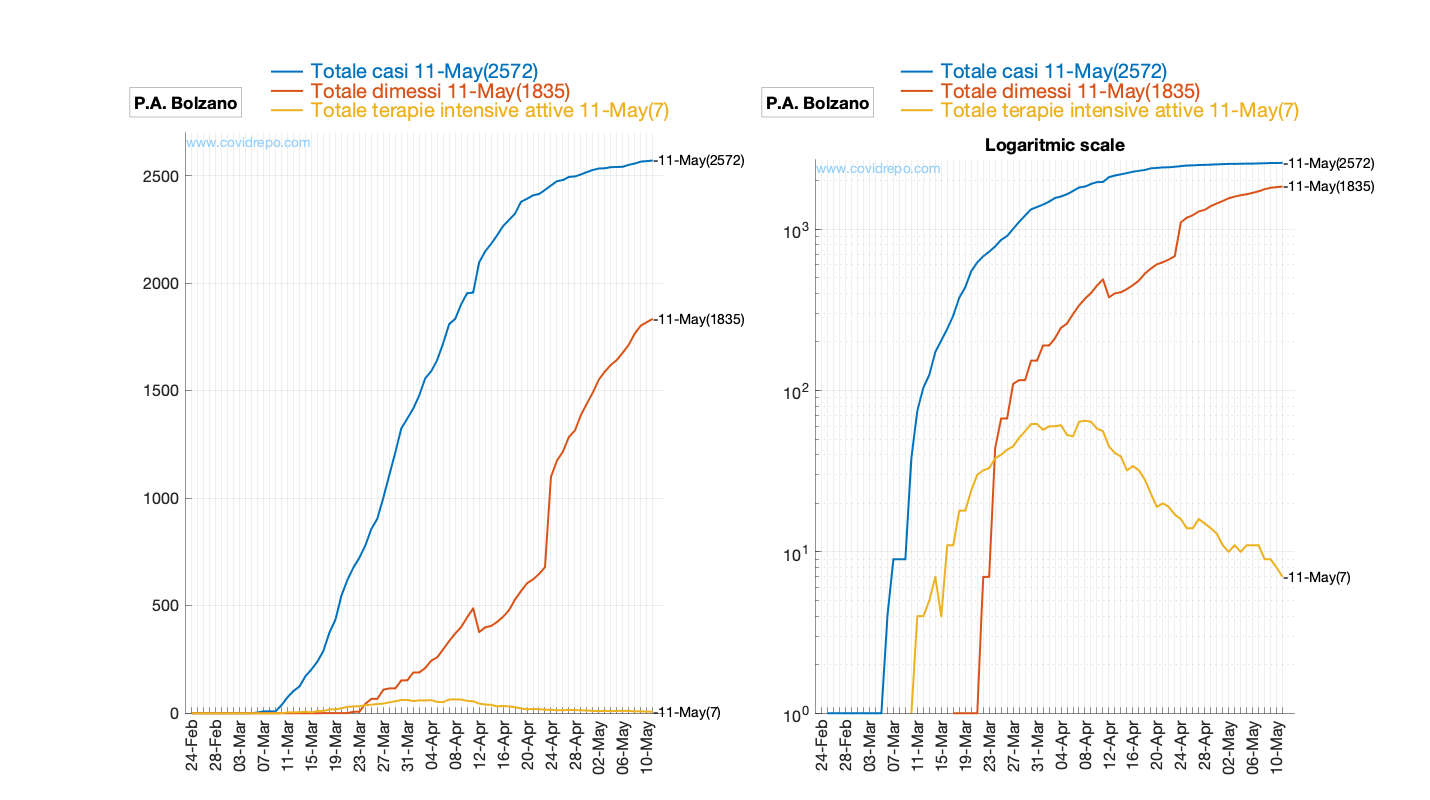 Totale casi 11-May(2572)
Totale dimessi 11-May(1835)
Totale terapie intensive attive 11-May(7)
P.A. Bolzano
www.covidrepo.com
-11-May(2572)
-11-May(1835)
-11-May(7)
2500
2000
1500
1000
500
0
24-Feb
28-Feb
03-Mar
07-Mar
11-Mar
15-Mar
19-Mar
23-Mar
27-Mar
31-Mar
04-Apr
08-Apr
12-Apr
16-Apr
20-Apr
24-Apr
28-Apr
02-May
06-May
10-May
Totale casi 11-May(2572)
Totale dimessi 11-May(1835)
Totale terapie intensive attive 11-May(7)
P.A. Bolzano
Logaritmic scale
www.covidrepo.com
-11-May(2572)
-11-May(1835)
-11-May(7)
10³
10²
10¹
10⁰
24-Feb
28-Feb
03-Mar
07-Mar
11-Mar
15-Mar
19-Mar
23-Mar
27-Mar
31-Mar
04-Apr
08-Apr
12-Apr
16-Apr
20-Apr
24-Apr
28-Apr
02-May
06-May
10-May